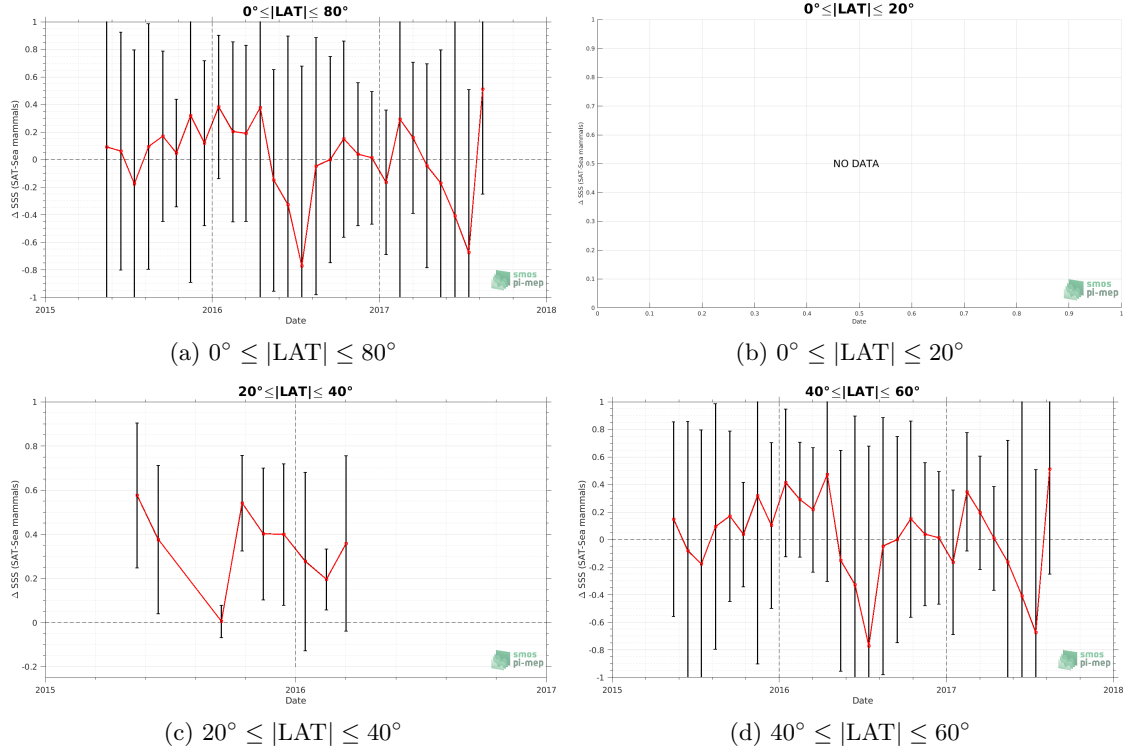 0°≤|LAT|≤ 80°
Δ SSS (SAT-Sea mammals)
1
0.8
0.6
0.4
0.2
0
-0.2
-0.4
-0.6
-0.8
-1
2015
2016
2017
2018
Date
smos
pi-mep
(a) 0° ≤ |LAT| ≤ 80°
0°≤|LAT|≤ 20°
Δ SSS (SAT-Sea mammals)
1
0.9
0.8
0.7
0.6
0.5
0.4
0.3
0.2
0.1
0
NO DATA
0
0.1
0.2
0.3
0.4
0.5
0.6
0.7
0.8
0.9
1
Date
smos
pi-mep
(b) 0° ≤ |LAT| ≤ 20°
20°≤|LAT|≤ 40°
Δ SSS (SAT-Sea mammals)
1
0.8
0.6
0.4
0.2
0
-0.2
2015
2016
2017
Date
smos
pi-mep
(c) 20° ≤ |LAT| ≤ 40°
40°≤|LAT|≤ 60°
Δ SSS (SAT-Sea mammals)
1
0.8
0.6
0.4
0.2
0
-0.2
-0.4
-0.6
-0.8
-1
2015
2016
2017
2018
Date
smos
pi-mep
(d) 40° ≤ |LAT| ≤ 60°